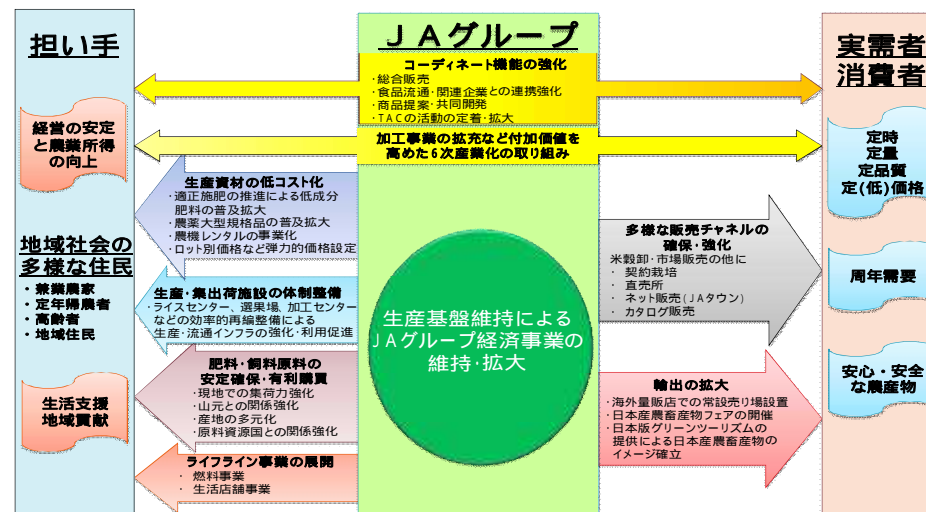 担い手
経営の安定
と農業所得
の向上
地域社会の
多様な住民
・兼業農家
・定年帰農者
・高齢者
・地域住民
生活支援
地域貢献
JAグループ
コーディネート機能の強化
・総合販売
・食品流通・関連企業との連携強化
・商品提案・共同開発
・TACの活動の定着・拡大
加工事業の拡充など付加価値を
高めた6次産業化の取り組み
生産資材の低コスト化
・適正施肥の推進による低成分
肥料の普及拡大
・農薬大型規格品の普及拡大
・農機レンタルの事業化
・ロット別価格など弾力的価格設定
生産・集出荷施設の体制整備
・ライスセンター、選果場、加工センター
などの効率的再編整備による
生産・流通インフラの強化・利用促進
肥料・飼料原料の
安定確保・有利購買
・現地での集荷力強化
・山元との関係強化
・産地の多元化
・原料資源国との関係強化
ライフライン事業の展開
・ 燃料事業
・ 生活店舗事業
生産基盤維持による
JAグループ経済事業の
維持・拡大
多様な販売チャネルの
確保・強化
米穀卸・市場販売の他に
・ 契約栽培
・ 直売所
・ ネット販売(JAタウン)
・ カタログ販売
輸出の拡大
・海外量販店での常設売り場設置
・日本産農畜産物フェアの開催
・日本版グリーンツーリズムの
提供による日本産農畜産物の
イメージ確立
実需者
消費者
定時
定量
定品質
定(低)価格
周年需要
安心・安全
な農産物